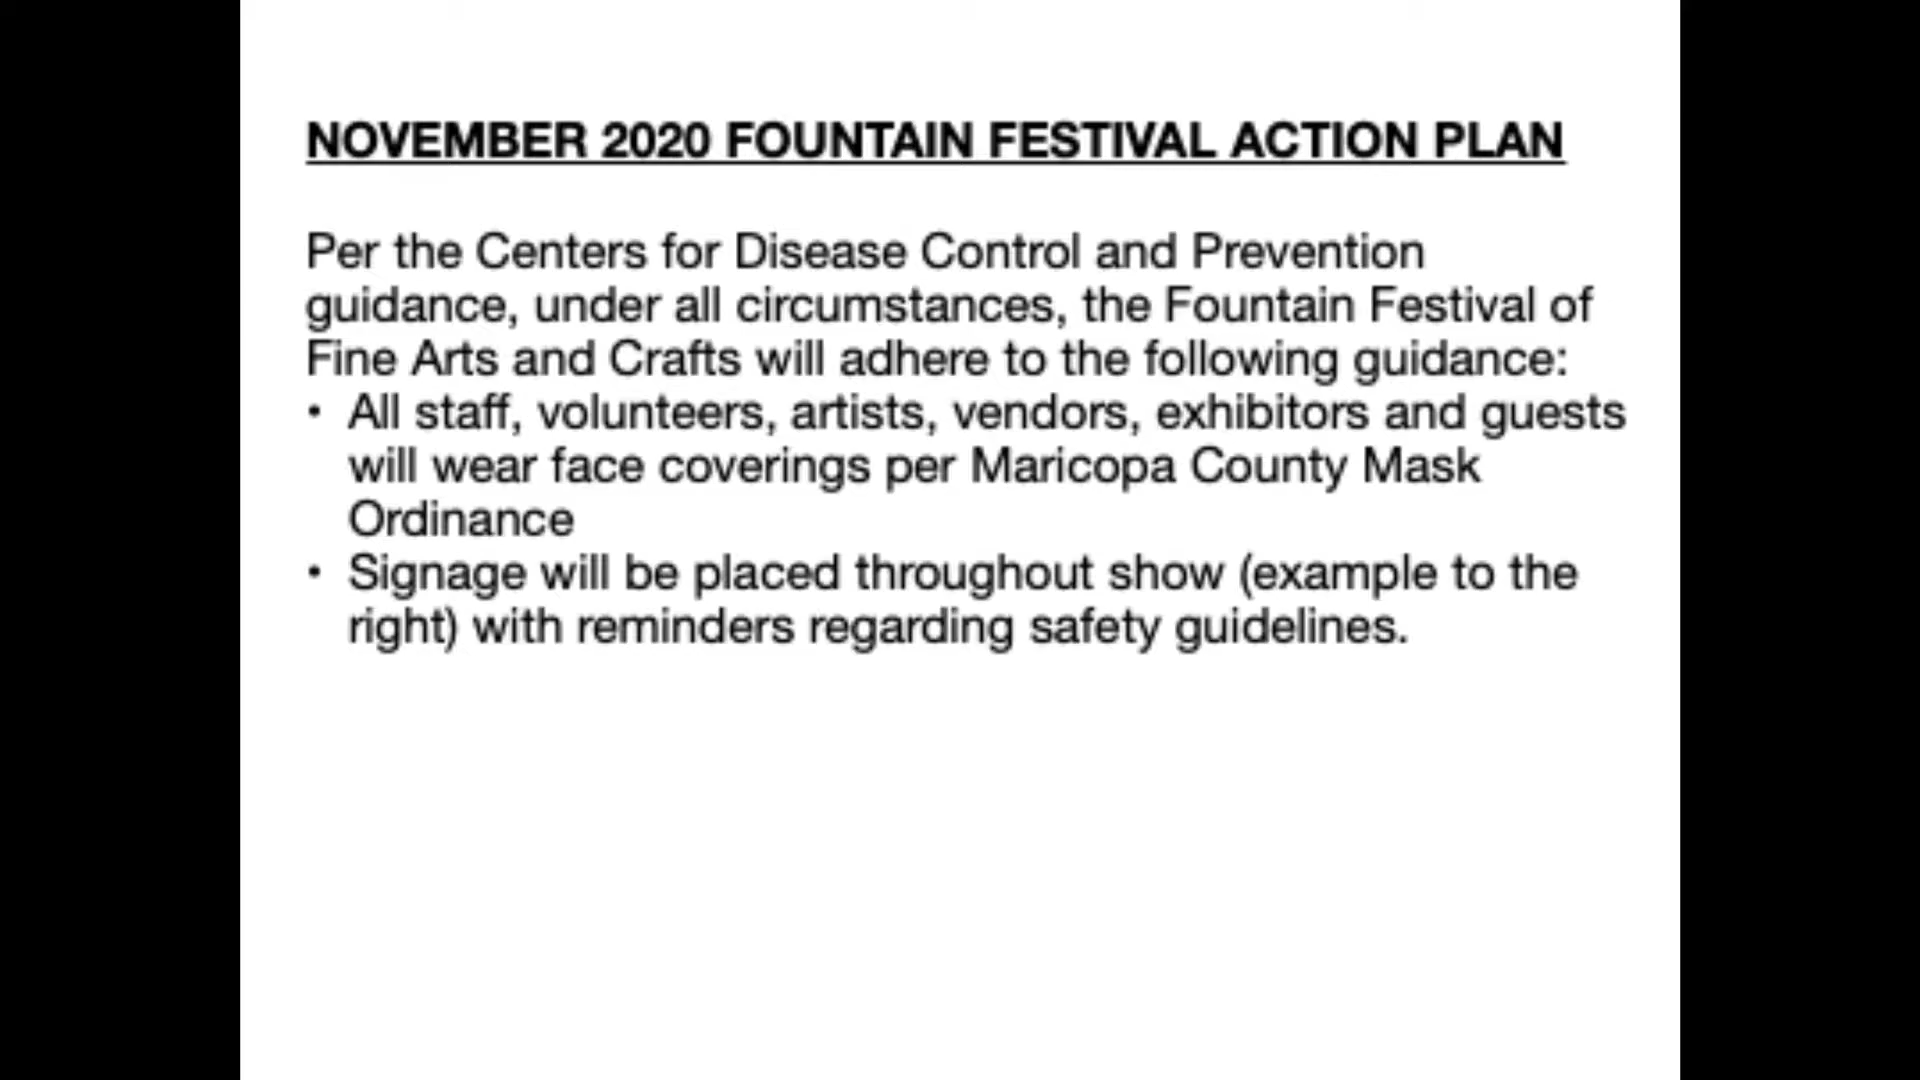 NOVEMBER 2020 FOUNTAIN FESTIVAL ACTION PLAN
Per the Centers for Disease Control and Prevention
guidance, under all circumstances, the Fountain Festival of
Fine Arts and Crafts will adhere to the following guidance:
• All staff, volunteers, artists, vendors, exhibitors and guests
will wear face coverings per Maricopa County Mask
Ordinance
• Signage will be placed throughout show (example to the
right) with reminders regarding safety guidelines.